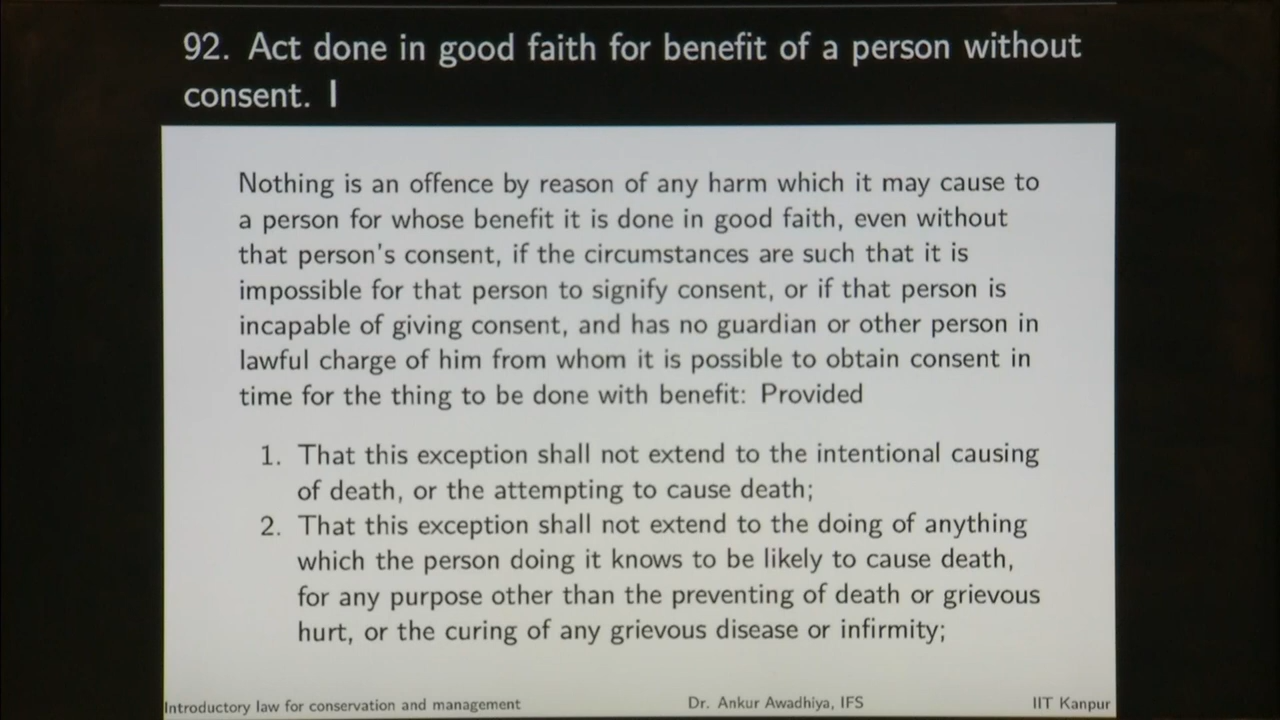 92. Act done in good faith for benefit of a person without
consent. I
Nothing is an offence by reason of any harm which it may cause to
a person for whose benefit it is done in good faith, even without
that person's consent, if the circumstances are such that it is
impossible for that person to signify consent, or if that person is
incapable of giving consent, and has no guardian or other person in
lawful charge of him from whom it is possible to obtain consent in
time for the thing to be done with benefit: Provided
1. That this exception shall not extend to the intentional causing
of death, or the attempting to cause death;
2. That this exception shall not extend to the doing of anything
which the person doing it knows to be likely to cause death,
for any purpose other than the preventing of death or grievous
hurt, or the curing of any grievous disease or infirmity;
Introductory law for conservation and management Dr. Ankur Awadhiya, IFS IIT Kanpur